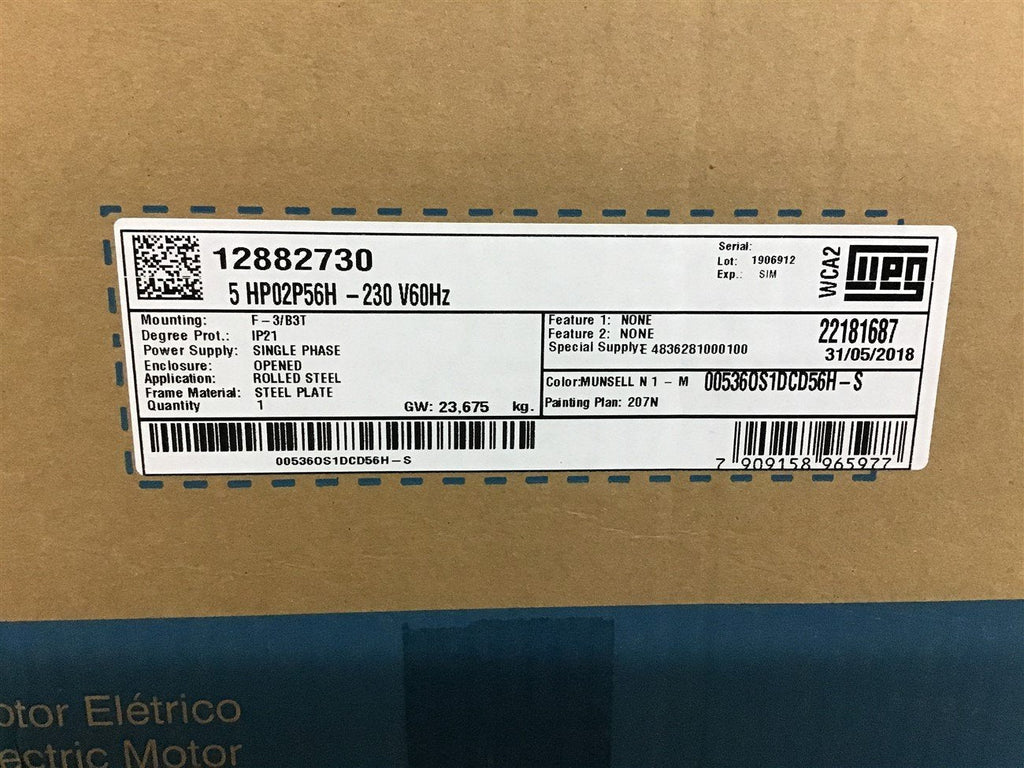 12882730
5 HP02P56H - 230 V60Hz
Serial:
Lot: 1906912
Exp.: SIM
WCA2
WEG
Mounting: F-3/B3T
Degree Prot.: IP21
Power Supply: SINGLE PHASE
Enclosure: OPENED
Application: ROLLED STEEL
Frame Material: STEEL PLATE
Quantity 1
GW: 23,675 kg.
Feature 1: NONE
Feature 2: NONE
Special Supply E 4836281000100
22181687
31/05/2018
Color:MUNSELL N 1 - M 00536OS1DCD56H-S
Painting Plan: 207N
00536OS1DCD56H-S
7 909158 965977
otor Elétrico
ectric Motor